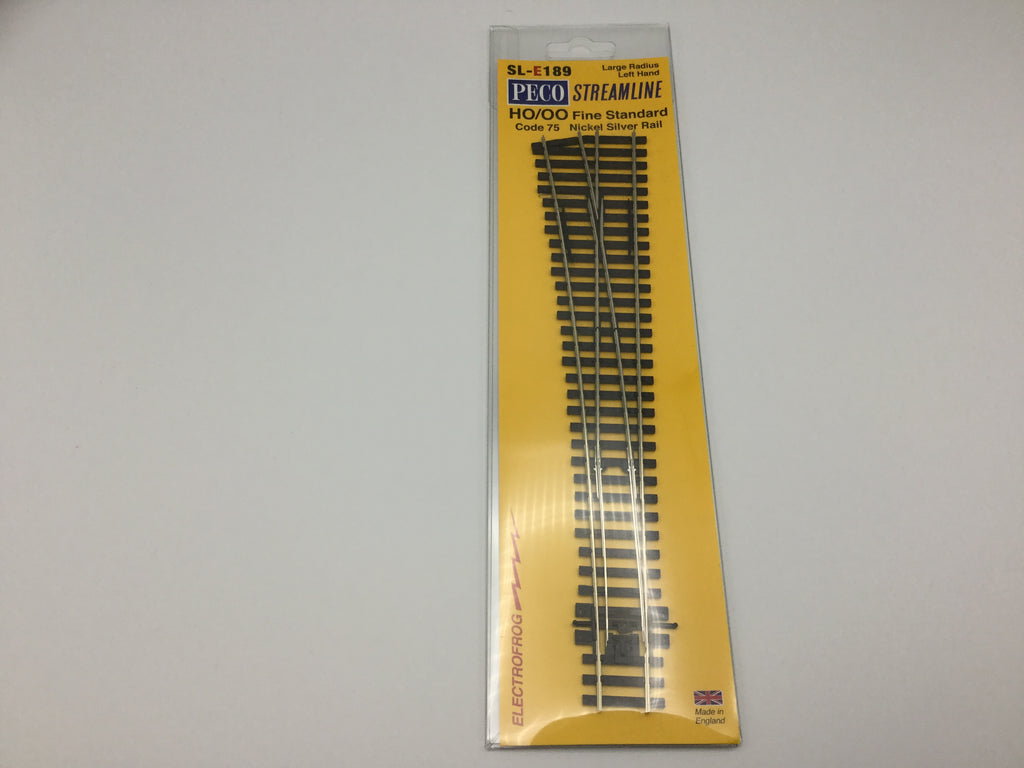 SL-E189
Large Radius
Left Hand
PECO STREAMLINE
HO/OO Fine Standard
Code 75 Nickel Silver Rail
ELECTROFROG
Made in
England